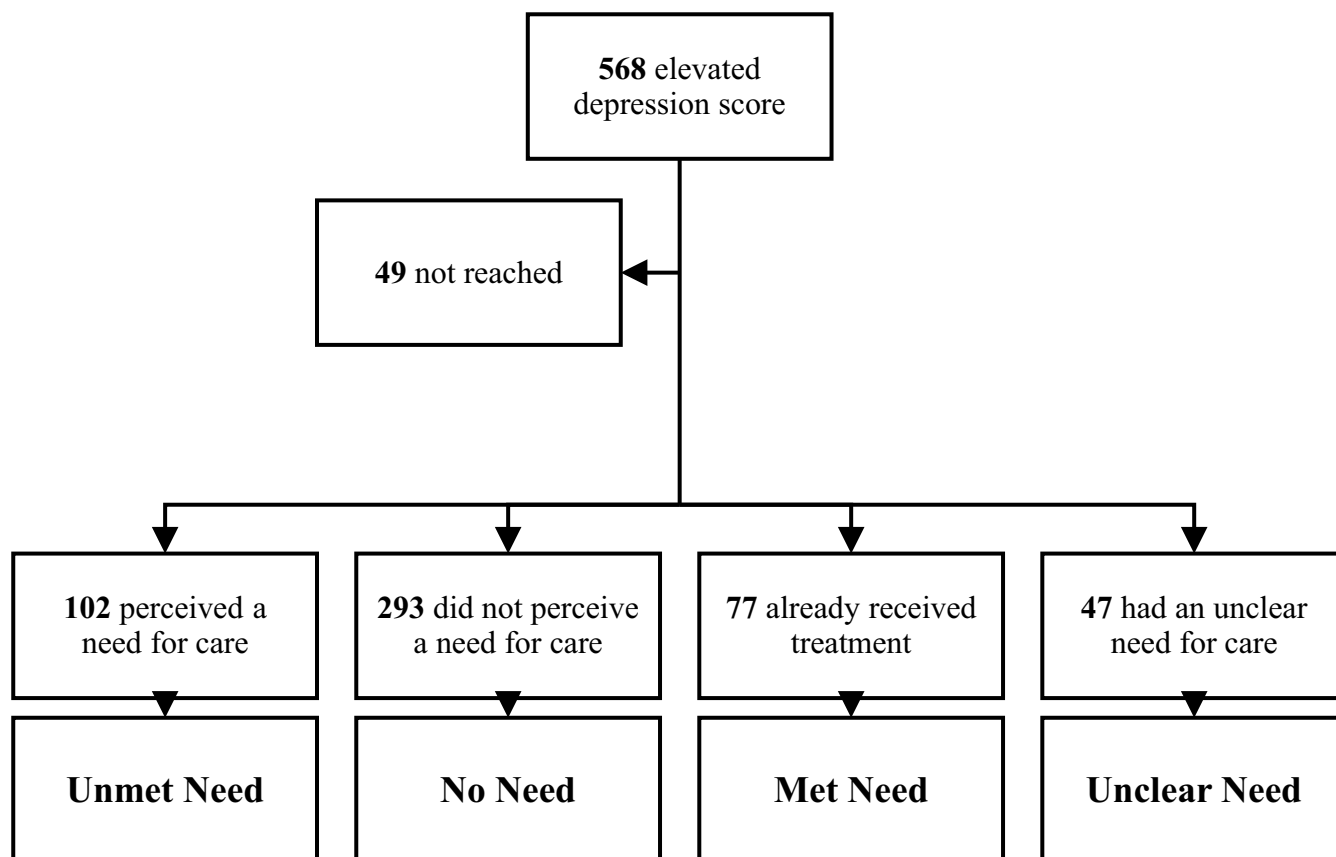 568 elevated
depression score
49 not reached
102 perceived a
need for care
293 did not perceive
a need for care
77 already received
treatment
47 had an unclear
need for care
Unmet Need
No Need
Met Need
Unclear Need